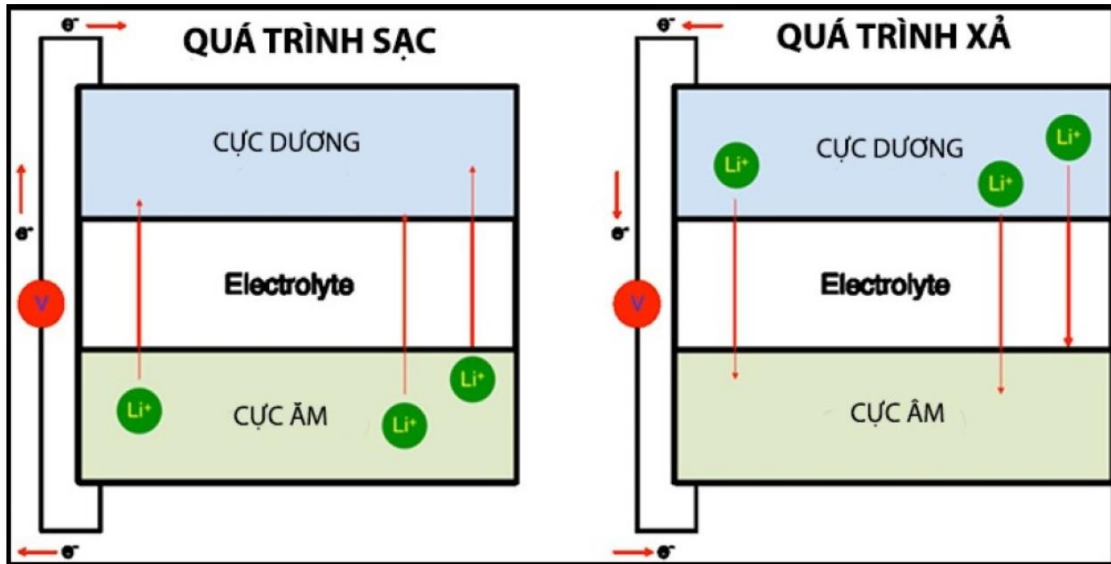 e⁻
QUÁ TRÌNH SẠC
CỰC DƯƠNG
e⁻
Electrolyte
V
Li⁺
Li⁺
Li⁺
CỰC ĂM
e⁻
e⁻
QUÁ TRÌNH XẢ
CỰC DƯƠNG
Li⁺
Li⁺
Li⁺
e⁻
Electrolyte
V
CỰC ÂM
e⁻